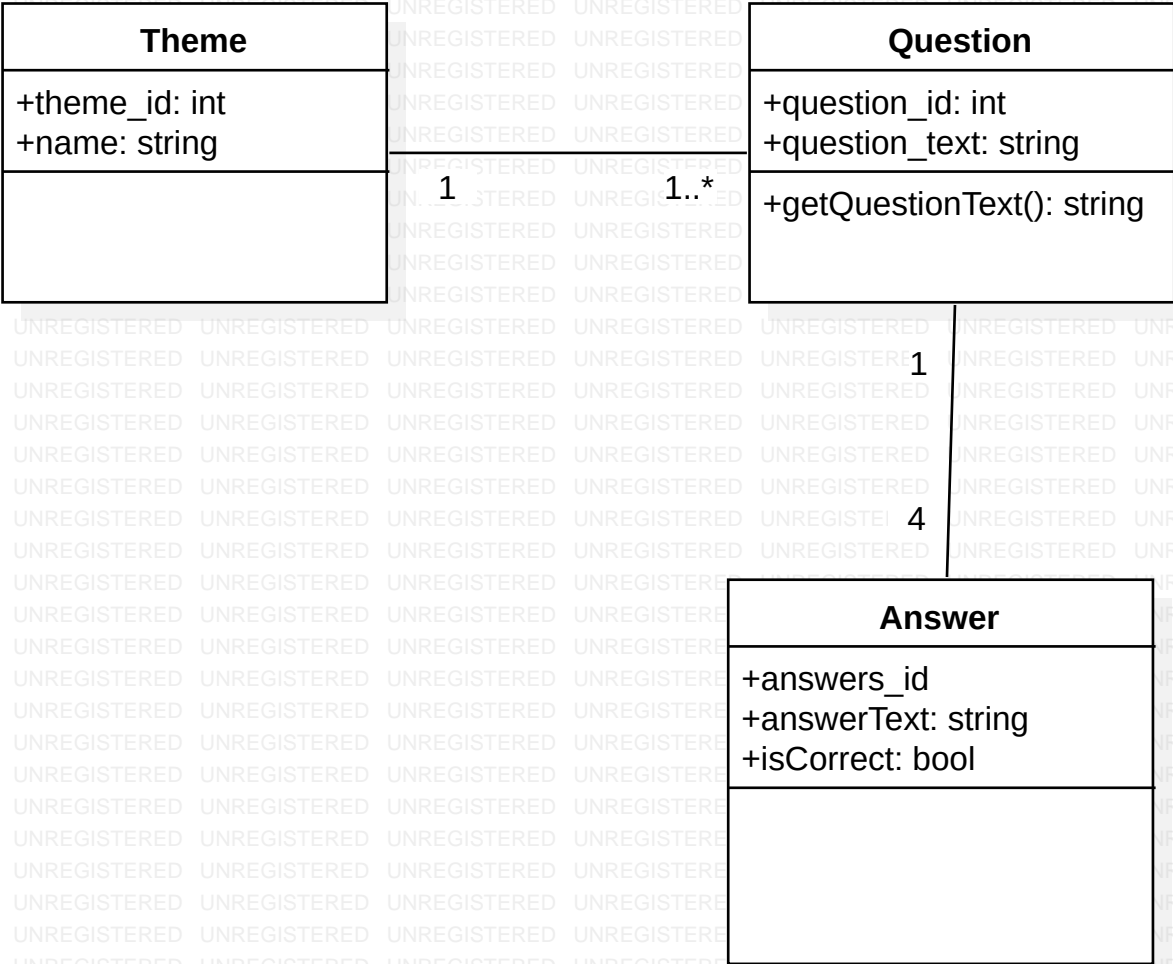 Theme
+theme_id: int
+name: string
1
1..*
Question
+question_id: int
+question_text: string
+getQuestionText(): string
1
4
Answer
+answers_id
+answerText: string
+isCorrect: bool
UNREGISTERED